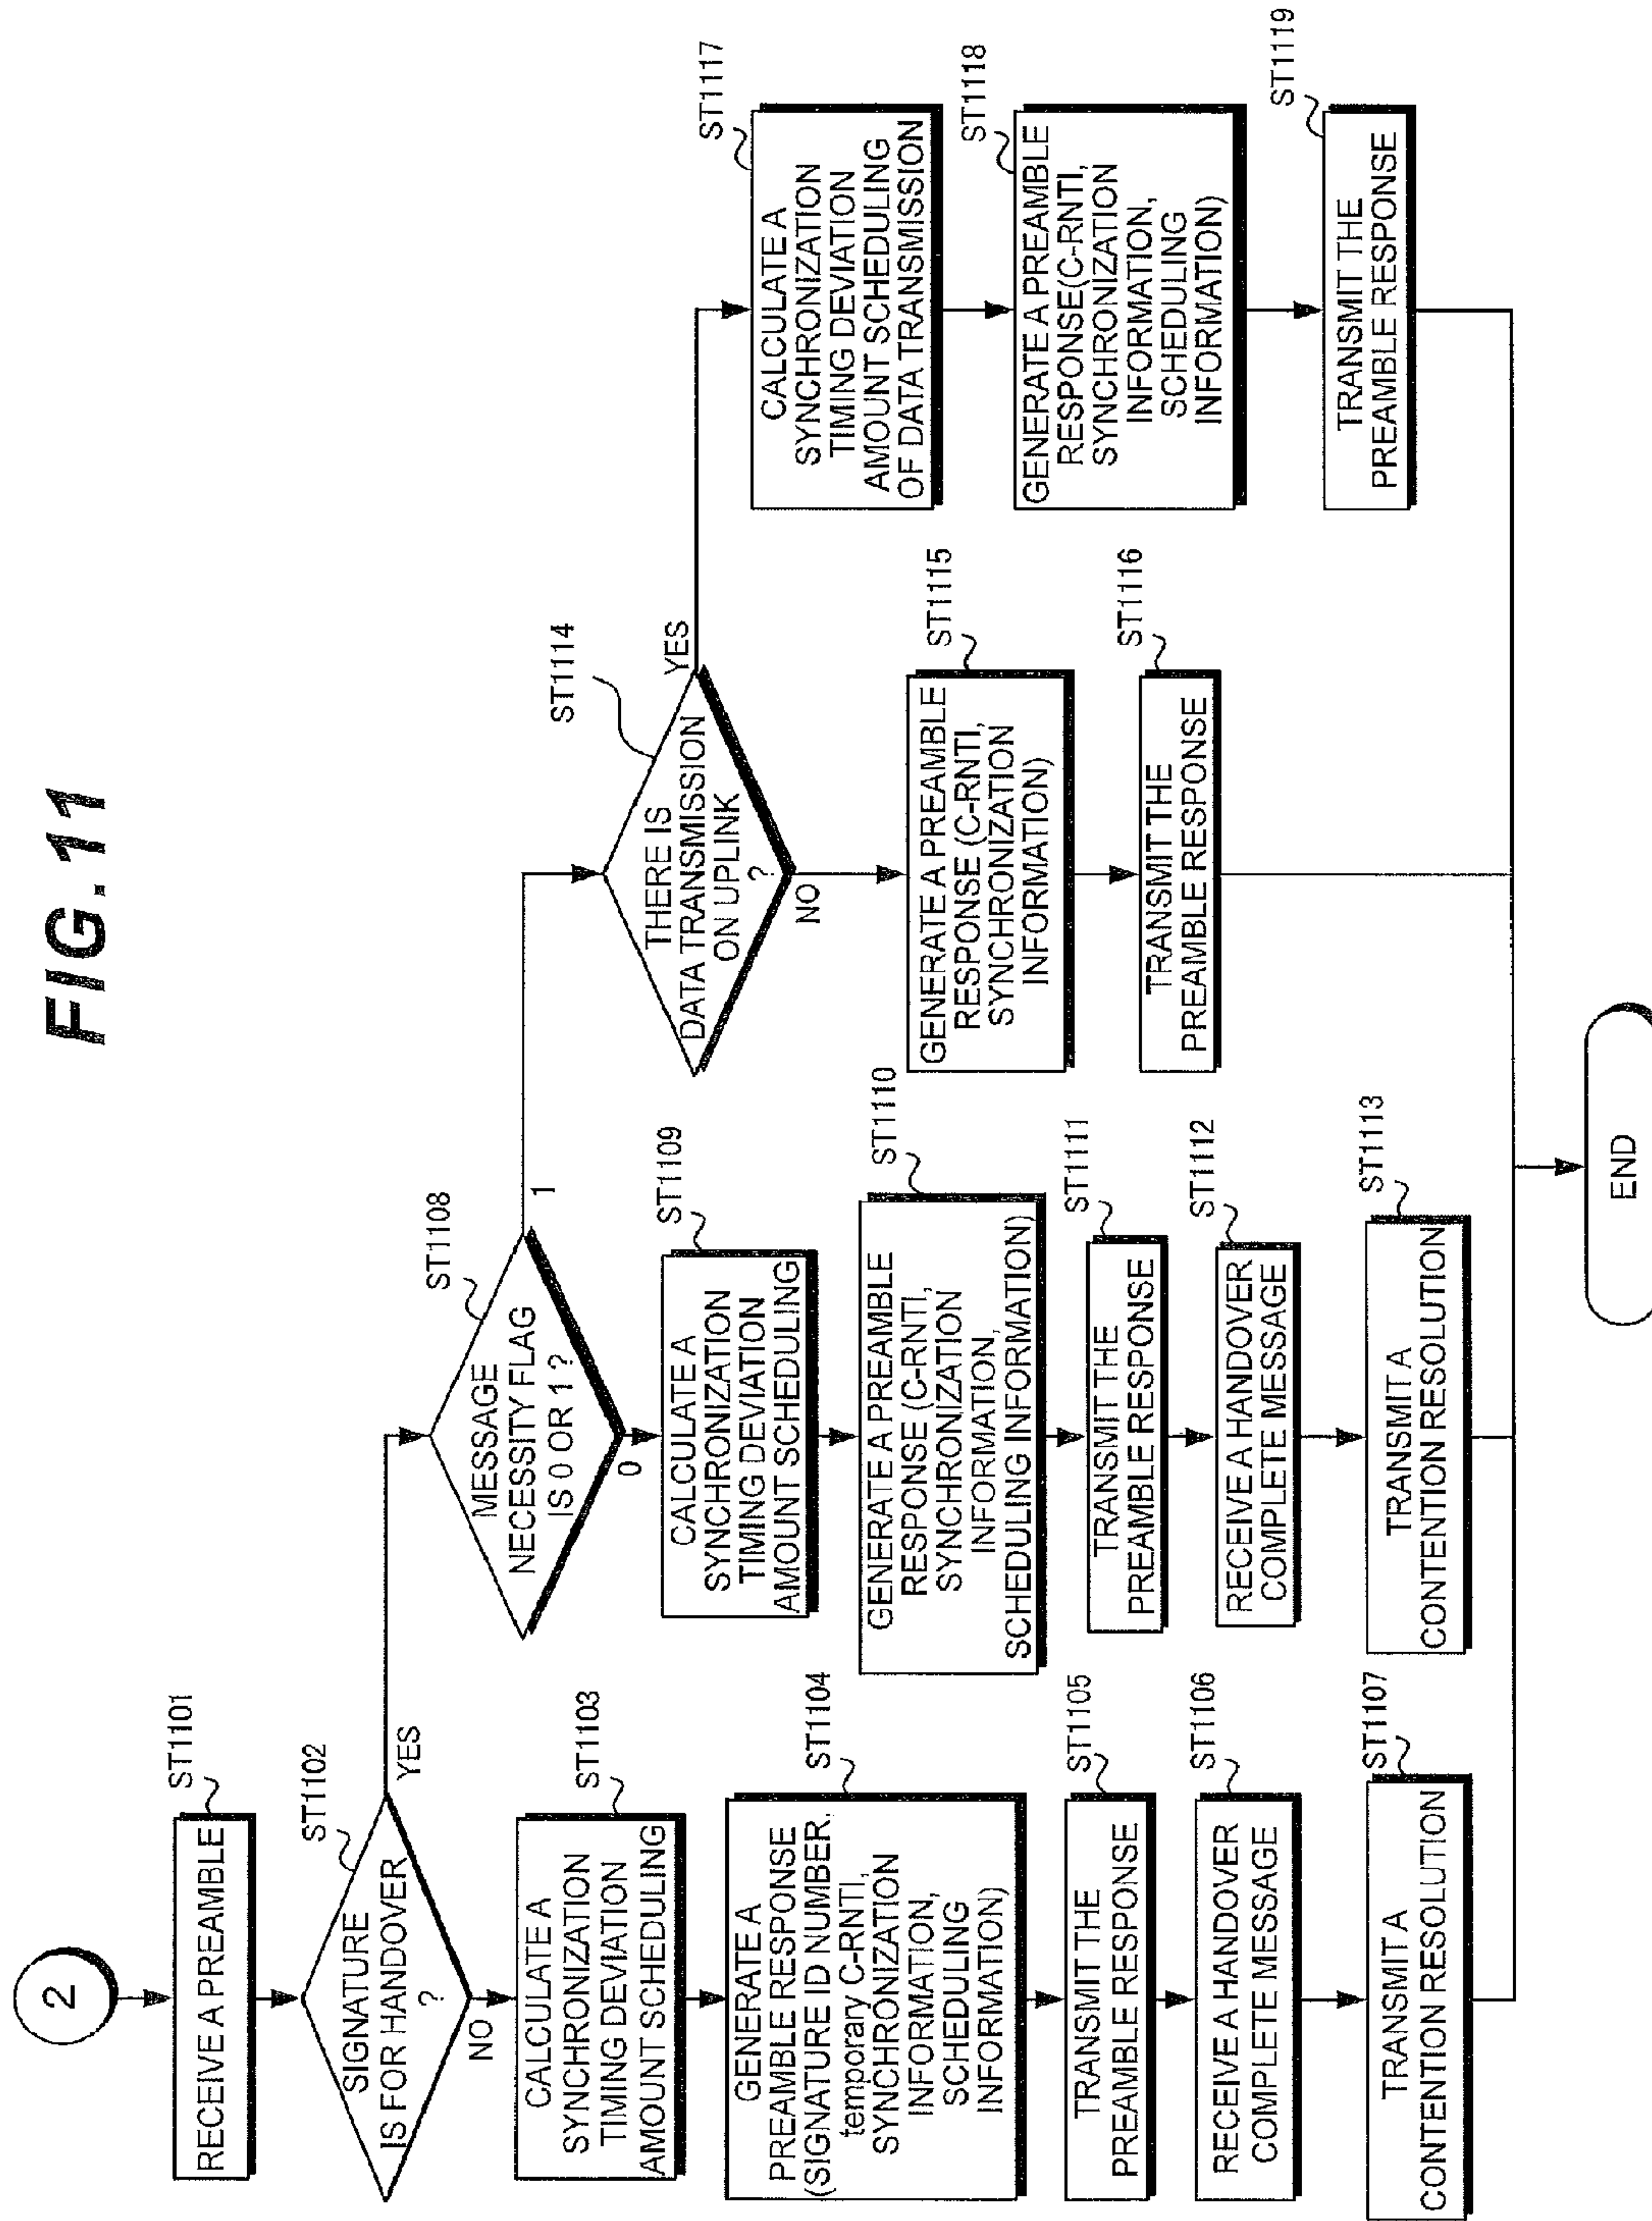 FIG.11
2
RECEIVE A PREAMBLE
ST1101
SIGNATURE
IS FOR HANDOVER
?
ST1102
YES
NO
CALCULATE A
SYNCHRONIZATION
TIMING DEVIATION
AMOUNT SCHEDULING
ST1103
GENERATE A
PREAMBLE RESPONSE
(SIGNATURE ID NUMBER.
temporary C-RNTI,
SYNCHRONIZATION
INFORMATION,
SCHEDULING
INFORMATION)
ST1104
TRANSMIT THE
PREAMBLE RESPONSE
ST1105
RECEIVE A HANDOVER
COMPLETE MESSAGE
ST1106
TRANSMIT A
CONTENTION RESOLUTION
ST1107
MESSAGE
NECESSITY FLAG
IS 0 OR 1 ?
ST1108
1
0
CALCULATE A
SYNCHRONIZATION
TIMING DEVIATION
AMOUNT SCHEDULING
ST1109
GENERATE A PREAMBLE
RESPONSE (C-RNTI,
SYNCHRONIZATION
INFORMATION,
SCHEDULING INFORMATION)
ST1110
TRANSMIT THE
PREAMBLE RESPONSE
ST1111
RECEIVE A HANDOVER
COMPLETE MESSAGE
ST1112
TRANSMIT A
CONTENTION RESOLUTION
ST1113
THERE IS
DATA TRANSMISSION
ON UPLINK
?
ST1114
YES
NO
GENERATE A PREAMBLE
RESPONSE (C-RNTI,
SYNCHRONIZATION
INFORMATION)
ST1115
TRANSMIT THE
PREAMBLE RESPONSE
ST1116
CALCULATE A
SYNCHRONIZATION
TIMING DEVIATION
AMOUNT SCHEDULING
OF DATA TRANSMISSION
ST1117
GENERATE A PREAMBLE
RESPONSE(C-RNTI,
SYNCHRONIZATION
INFORMATION,
SCHEDULING
INFORMATION)
ST1118
TRANSMIT THE
PREAMBLE RESPONSE
ST1119
END